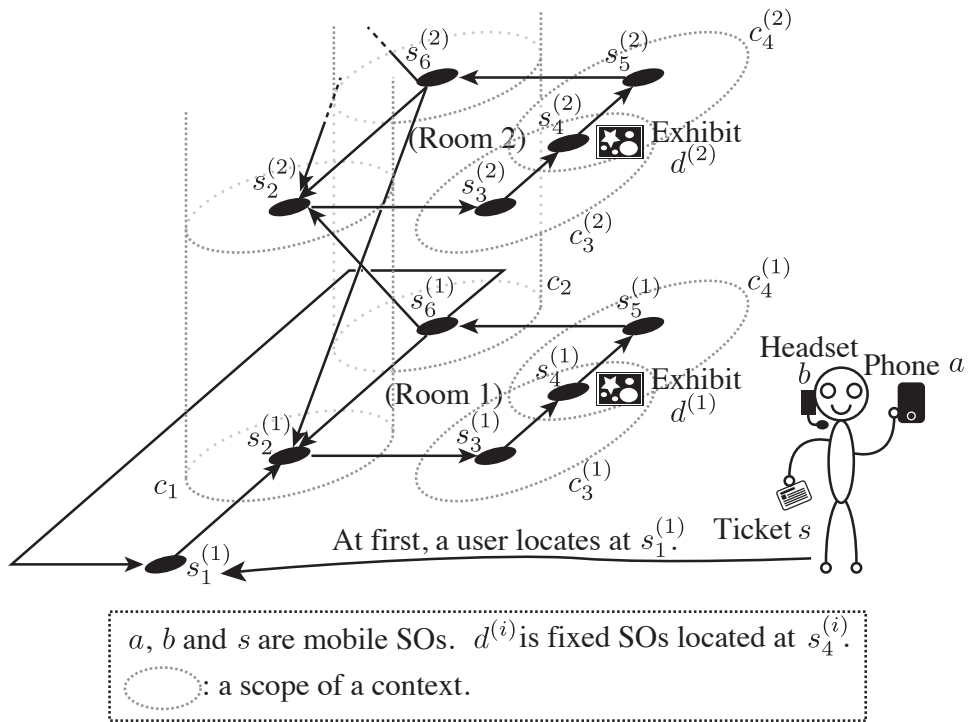 s_6^{(2)}
s_5^{(2)}
c_4^{(2)}
s_4^{(2)}
(Room 2)
Exhibit
d^{(2)}
s_2^{(2)}
s_3^{(2)}
c_3^{(2)}
c_2
s_6^{(1)}
s_5^{(1)}
c_4^{(1)}
s_4^{(1)}
(Room 1)
Exhibit
d^{(1)}
Headset
b
Phone a
s_2^{(1)}
s_3^{(1)}
c_3^{(1)}
c_1
Ticket s
At first, a user locates at s_1^{(1)}.
s_1^{(1)}
a, b and s are mobile SOs. d^{(i)} is fixed SOs located at s_4^{(i)}.
: a scope of a context.